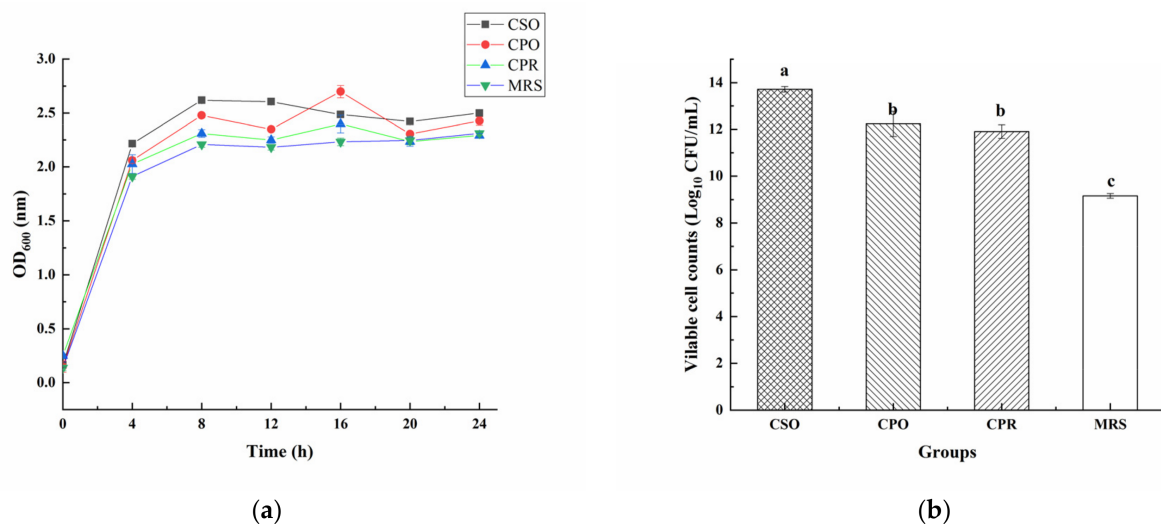 CSO
CPO
CPR
MRS
3.0
2.5
2.0
1.5
1.0
0.5
0.0
OD600 (nm)
0 4 8 12 16 20 24
Time (h)
(a)
14
12
10
8
6
4
2
0
Vilable cell counts (Log10 CFU/mL)
a
b
b
c
CSO CPO CPR MRS
Groups
(b)